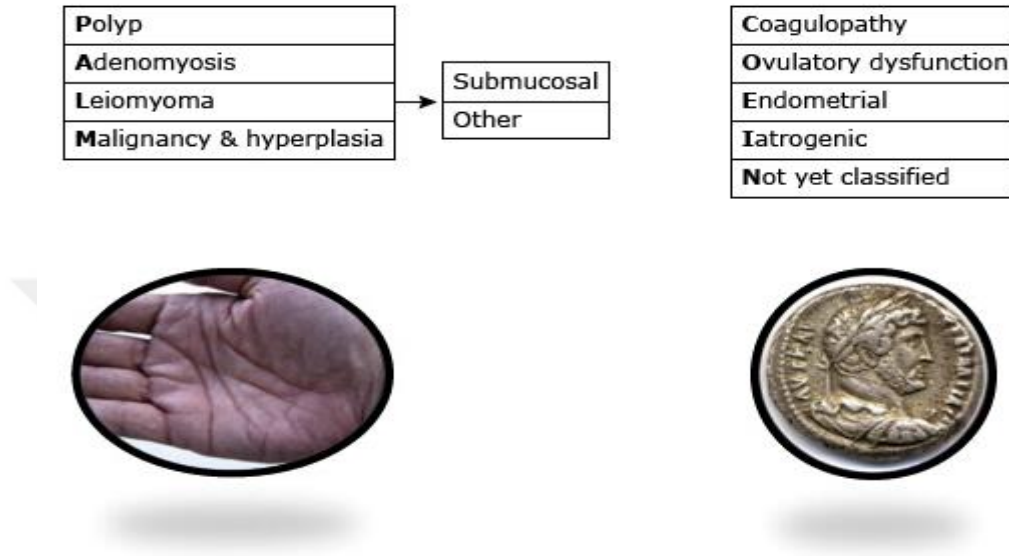 Polyp
Adenomyosis
Leiomyoma
Malignancy & hyperplasia
Submucosal
Other
Coagulopathy
Ovulatory dysfunction
Endometrial
Iatrogenic
Not yet classified